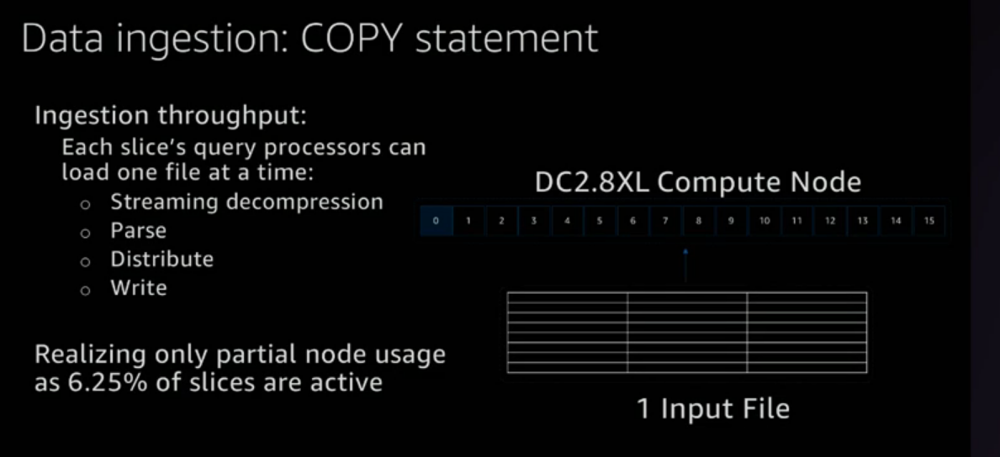 Data ingestion: COPY statement
Ingestion throughput:
Each slice's query processors can
load one file at a time:
○ Streaming decompression
○ Parse
○ Distribute
○ Write
Realizing only partial node usage
as 6.25% of slices are active
DC2.8XL Compute Node
0 1 2 3 4 5 6 7 8 9 10 11 12 13 14 15
1 Input File